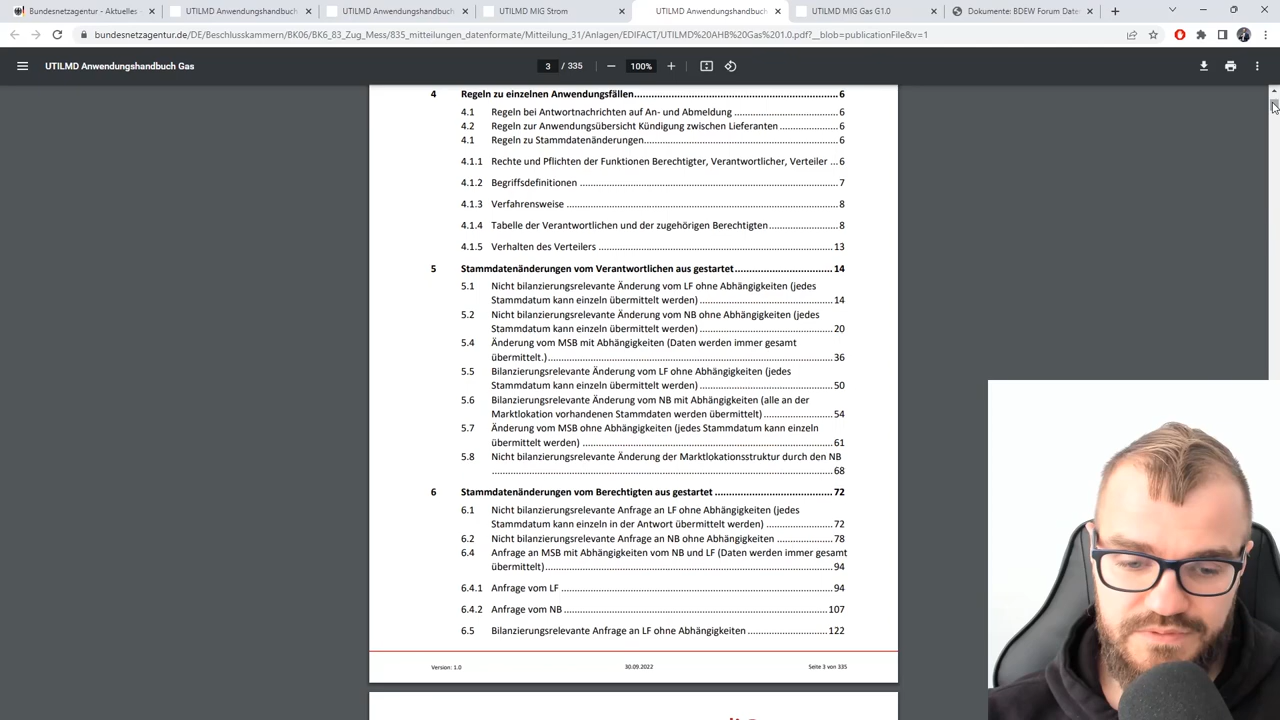 Bundesnetzagentur - Aktuelles
UTILMD Anwendungshandbuch
UTILMD Anwendungshandbuch
UTILMD MIG Strom
UTILMD Anwendungshandbuch
UTILMD MIG Gas G1.0
Dokumente: BDEW Forum Date
bundesnetzagentur.de/DE/Beschlusskammern/BK06/BK6_83_Zug_Mess/835_mitteilungen_datenformate/Mitteilung_31/Anlagen/EDIFACT/UTILMD%20AHB%20Gas%201.0.pdf?__blob=publicationFile&v=1
UTILMD Anwendungshandbuch Gas
3 / 335
100%
4 Regeln zu einzelnen Anwendungsfällen 6
4.1 Regeln bei Antwortnachrichten auf An- und Abmeldung 6
4.2 Regeln zur Anwendungsübersicht Kündigung zwischen Lieferanten 6
4.1 Regeln zu Stammdatenänderungen 6
4.1.1 Rechte und Pflichten der Funktionen Berechtigter, Verantwortlicher, Verteiler ... 6
4.1.2 Begriffsdefinitionen 7
4.1.3 Verfahrensweise 8
4.1.4 Tabelle der Verantwortlichen und der zugehörigen Berechtigten 8
4.1.5 Verhalten des Verteilers 13
5 Stammdatenänderungen vom Verantwortlichen aus gestartet 14
5.1 Nicht bilanzierungsrelevante Änderung vom LF ohne Abhängigkeiten (jedes
Stammdatum kann einzeln übermittelt werden) 14
5.2 Nicht bilanzierungsrelevante Änderung vom NB ohne Abhängigkeiten (jedes
Stammdatum kann einzeln übermittelt werden) 20
5.4 Änderung vom MSB mit Abhängigkeiten (Daten werden immer gesamt
übermittelt.) 36
5.5 Bilanzierungsrelevante Änderung vom LF ohne Abhängigkeiten (jedes
Stammdatum kann einzeln übermittelt werden) 50
5.6 Bilanzierungsrelevante Änderung vom NB mit Abhängigkeiten (alle an der
Marktlokation vorhandenen Stammdaten werden übermittelt) 54
5.7 Änderung vom MSB ohne Abhängigkeiten (jedes Stammdatum kann einzeln
übermittelt werden) 61
5.8 Nicht bilanzierungsrelevante Änderung der Marktlokationsstruktur durch den NB
68
6 Stammdatenänderungen vom Berechtigten aus gestartet 72
6.1 Nicht bilanzierungsrelevante Anfrage an LF ohne Abhängigkeiten (jedes
Stammdatum kann einzeln in der Antwort übermittelt werden) 72
6.2 Nicht bilanzierungsrelevante Anfrage an NB ohne Abhängigkeiten 78
6.4 Anfrage an MSB mit Abhängigkeiten vom NB und LF (Daten werden immer gesamt
übermittelt) 94
6.4.1 Anfrage vom LF 94
6.4.2 Anfrage vom NB 107
6.5 Bilanzierungsrelevante Anfrage an LF ohne Abhängigkeiten 122
Version: 1.0 30.09.2022 Seite 3 von 335